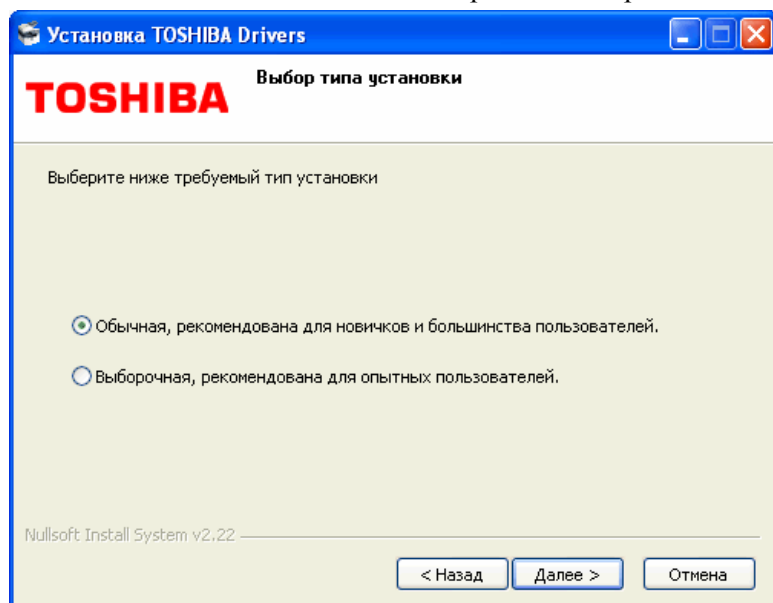 Установка TOSHIBA Drivers
TOSHIBA
Выбор типа установки
Выберите ниже требуемый тип установки
Обычная, рекомендована для новичков и большинства пользователей.
Выборочная, рекомендована для опытных пользователей.
Nullsoft Install System v2.22
< Назад Далее > Отмена